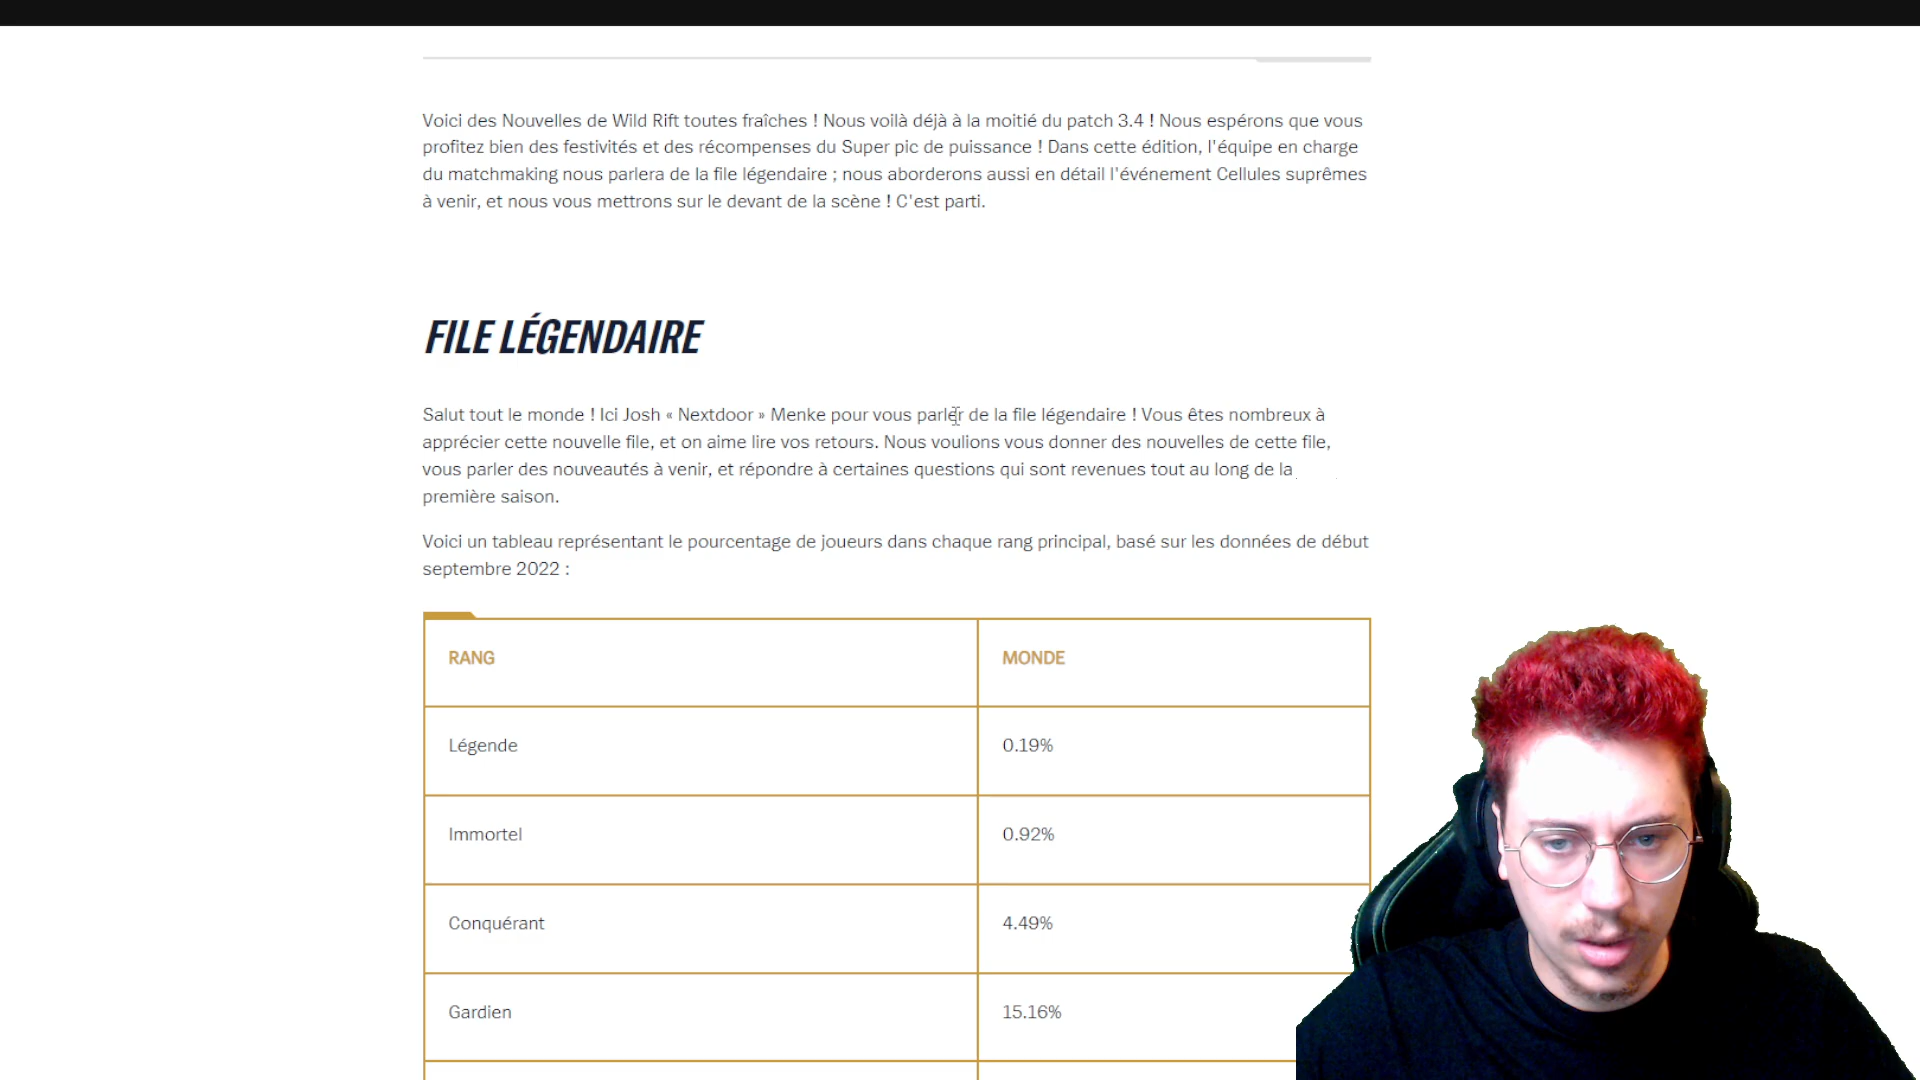 Voici des Nouvelles de Wild Rift toutes fraîches ! Nous voilà déjà à la moitié du patch 3.4 ! Nous espérons que vous
profitez bien des festivités et des récompenses du Super pic de puissance ! Dans cette édition, l'équipe en charge
du matchmaking nous parlera de la file légendaire ; nous aborderons aussi en détail l'événement Cellules suprêmes
à venir, et nous vous mettrons sur le devant de la scène ! C'est parti.
FILE LÉGENDAIRE
Salut tout le monde ! Ici Josh « Nextdoor » Menke pour vous parler de la file légendaire ! Vous êtes nombreux à
apprécier cette nouvelle file, et on aime lire vos retours. Nous voulions vous donner des nouvelles de cette file,
vous parler des nouveautés à venir, et répondre à certaines questions qui sont revenues tout au long de la
première saison.
Voici un tableau représentant le pourcentage de joueurs dans chaque rang principal, basé sur les données de début
septembre 2022 :
RANG MONDE
Légende 0.19%
Immortel 0.92%
Conquérant 4.49%
Gardien 15.16%